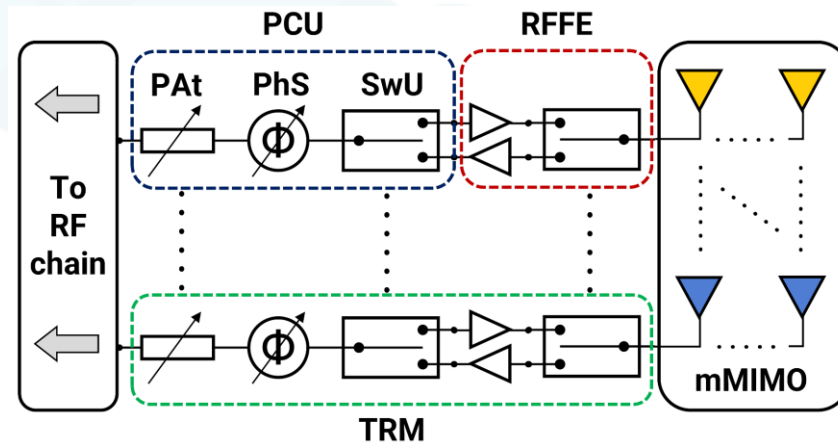 PCU RFFE
PAt PhS SwU
Φ
To
RF
chain
Φ
mMIMO
TRM